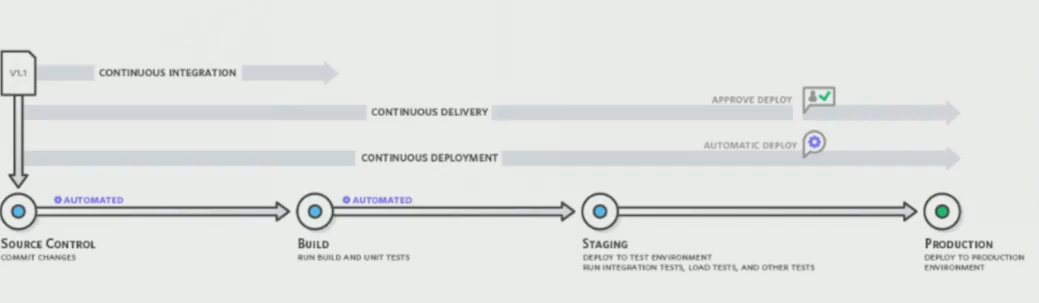 V1.1
CONTINUOUS INTEGRATION
APPROVE DEPLOY
CONTINUOUS DELIVERY
AUTOMATIC DEPLOY
CONTINUOUS DEPLOYMENT
AUTOMATED
AUTOMATED
SOURCE CONTROL
COMMIT CHANGES
BUILD
RUN BUILD AND UNIT TESTS
STAGING
DEPLOY TO TEST ENVIRONMENT
RUN INTEGRATION TESTS, LOAD TESTS, AND OTHER TESTS
PRODUCTION
DEPLOY TO PRODUCTION
ENVIRONMENT